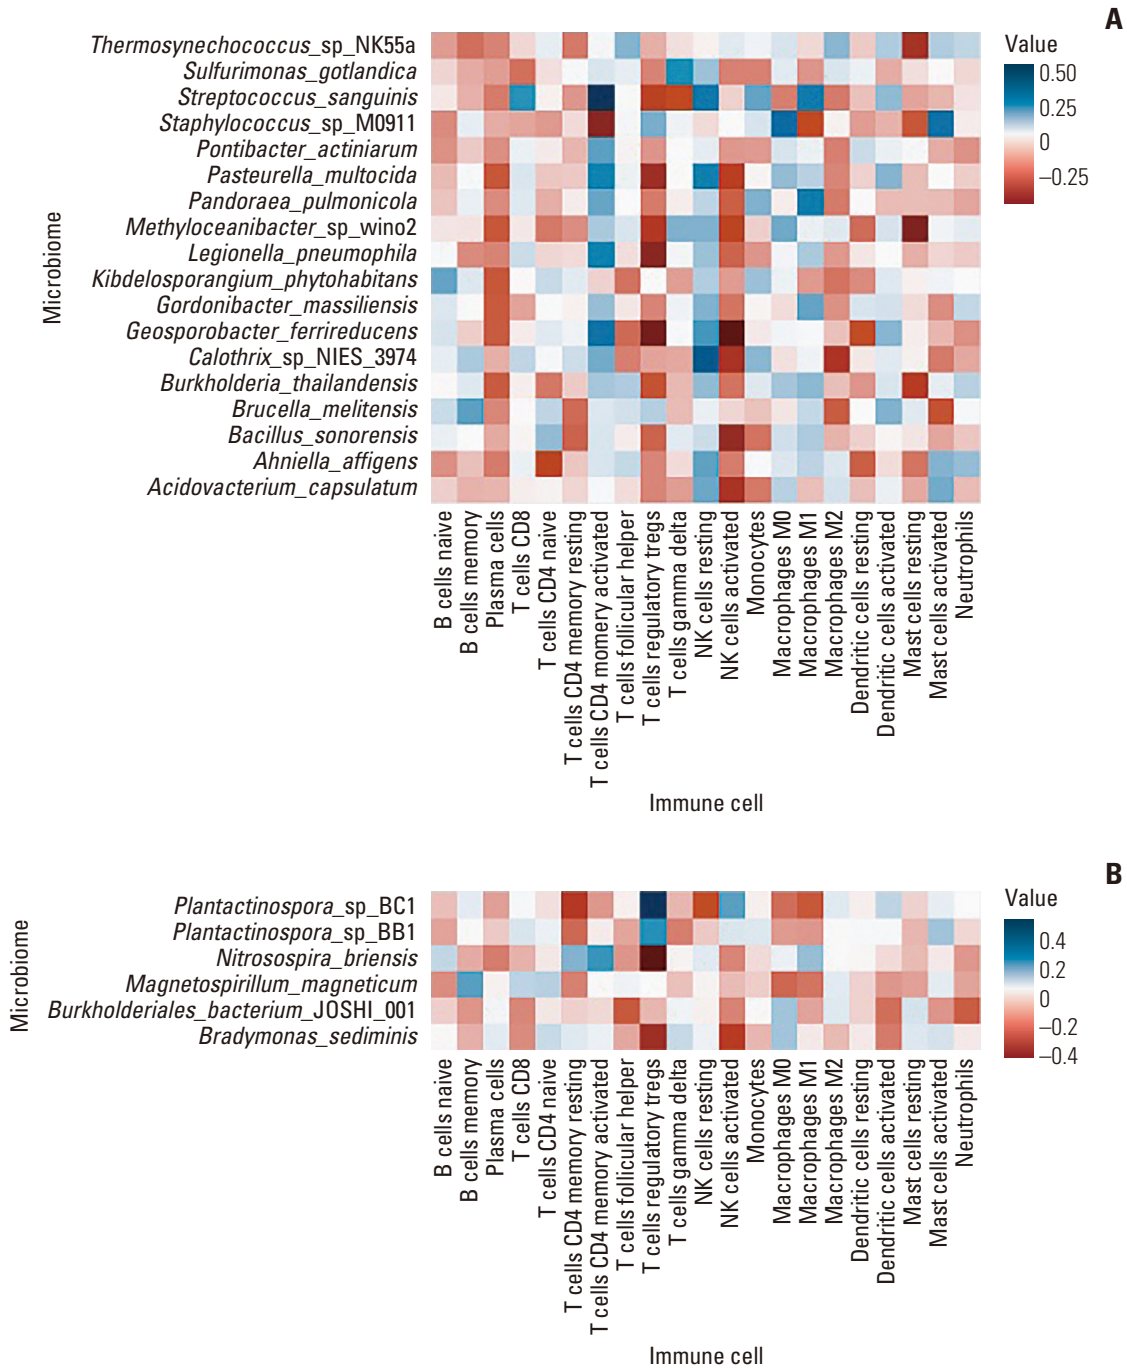 A
Value
0.50
0.25
0
–0.25
Microbiome
Thermosynechococcus_sp_NK55a
Sulfurimonas_gotlandica
Streptococcus_sanguinis
Staphylococcus_sp_M0911
Pontibacter_actiniarum
Pasteurella_multocida
Pandoraea_pulmonicola
Methyloceanibacter_sp_wino2
Legionella_pneumophila
Kibdelosporangium_phytohabitans
Gordonibacter_massiliensis
Geosporobacter_ferrireducens
Calothrix_sp_NIES_3974
Burkholderia_thailandensis
Brucella_melitensis
Bacillus_sonorensis
Ahniella_affigens
Acidovacterium_capsulatum
B cells naive
B cells memory
Plasma cells
T cells CD8
T cells CD4 naive
T cells CD4 memory resting
T cells CD4 momery activated
T cells follicular helper
T cells regulatory tregs
T cells gamma delta
NK cells resting
NK cells activated
Monocytes
Macrophages M0
Macrophages M1
Macrophages M2
Dendritic cells resting
Dendritic cells activated
Mast cells resting
Mast cells activated
Neutrophils
Immune cell
B
Value
0.4
0.2
0
–0.2
–0.4
Microbiome
Plantactinospora_sp_BC1
Plantactinospora_sp_BB1
Nitrosospira_briensis
Magnetospirillum_magneticum
Burkholderiales_bacterium_JOSHI_001
Bradymonas_sediminis
B cells naive
B cells memory
Plasma cells
T cells CD8
T cells CD4 naive
T cells CD4 memory resting
T cells CD4 memory activated
T cells follicular helper
T cells regulatory tregs
T cells gamma delta
NK cells resting
NK cells activated
Monocytes
Macrophages M0
Macrophages M1
Macrophages M2
Dendritic cells resting
Dendritic cells activated
Mast cells resting
Mast cells activated
Neutrophils
Immune cell